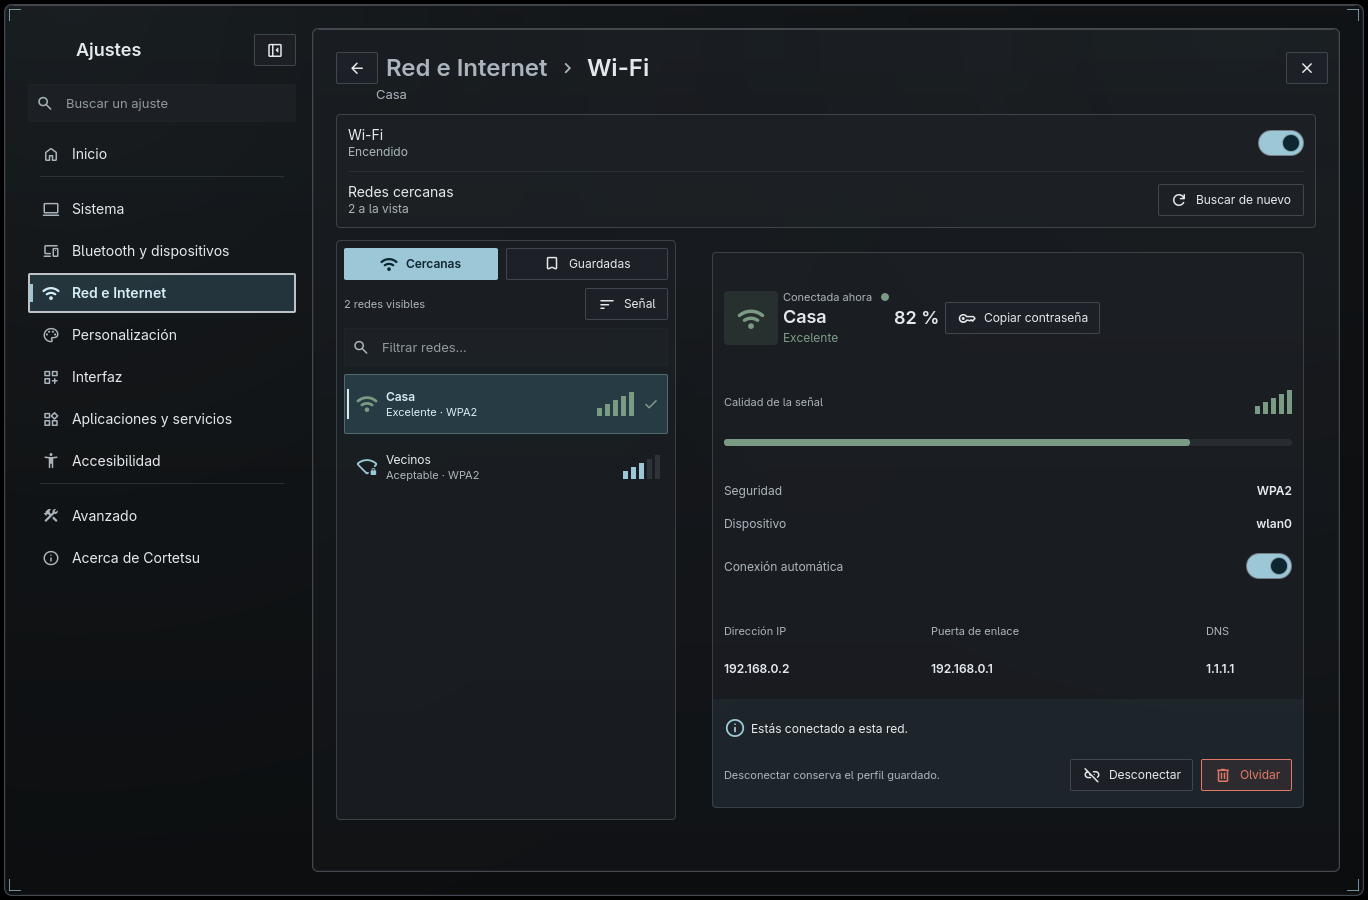 Ajustes
Buscar un ajuste
Inicio
Sistema
Bluetooth y dispositivos
Red e Internet
Personalización
Interfaz
Aplicaciones y servicios
Accesibilidad
Avanzado
Acerca de Cortetsu
Red e Internet › Wi-Fi
Casa
Wi-Fi
Encendido
Redes cercanas
2 a la vista
Buscar de nuevo
Cercanas
Guardadas
2 redes visibles
Señal
Filtrar redes...
Casa
Excelente · WPA2
Vecinos
Aceptable · WPA2
Conectada ahora
Casa
Excelente
82 %
Copiar contraseña
Calidad de la señal
Seguridad WPA2
Dispositivo wlan0
Conexión automática
Dirección IP Puerta de enlace DNS
192.168.0.2 192.168.0.1 1.1.1.1
Estás conectado a esta red.
Desconectar conserva el perfil guardado.
Desconectar
Olvidar